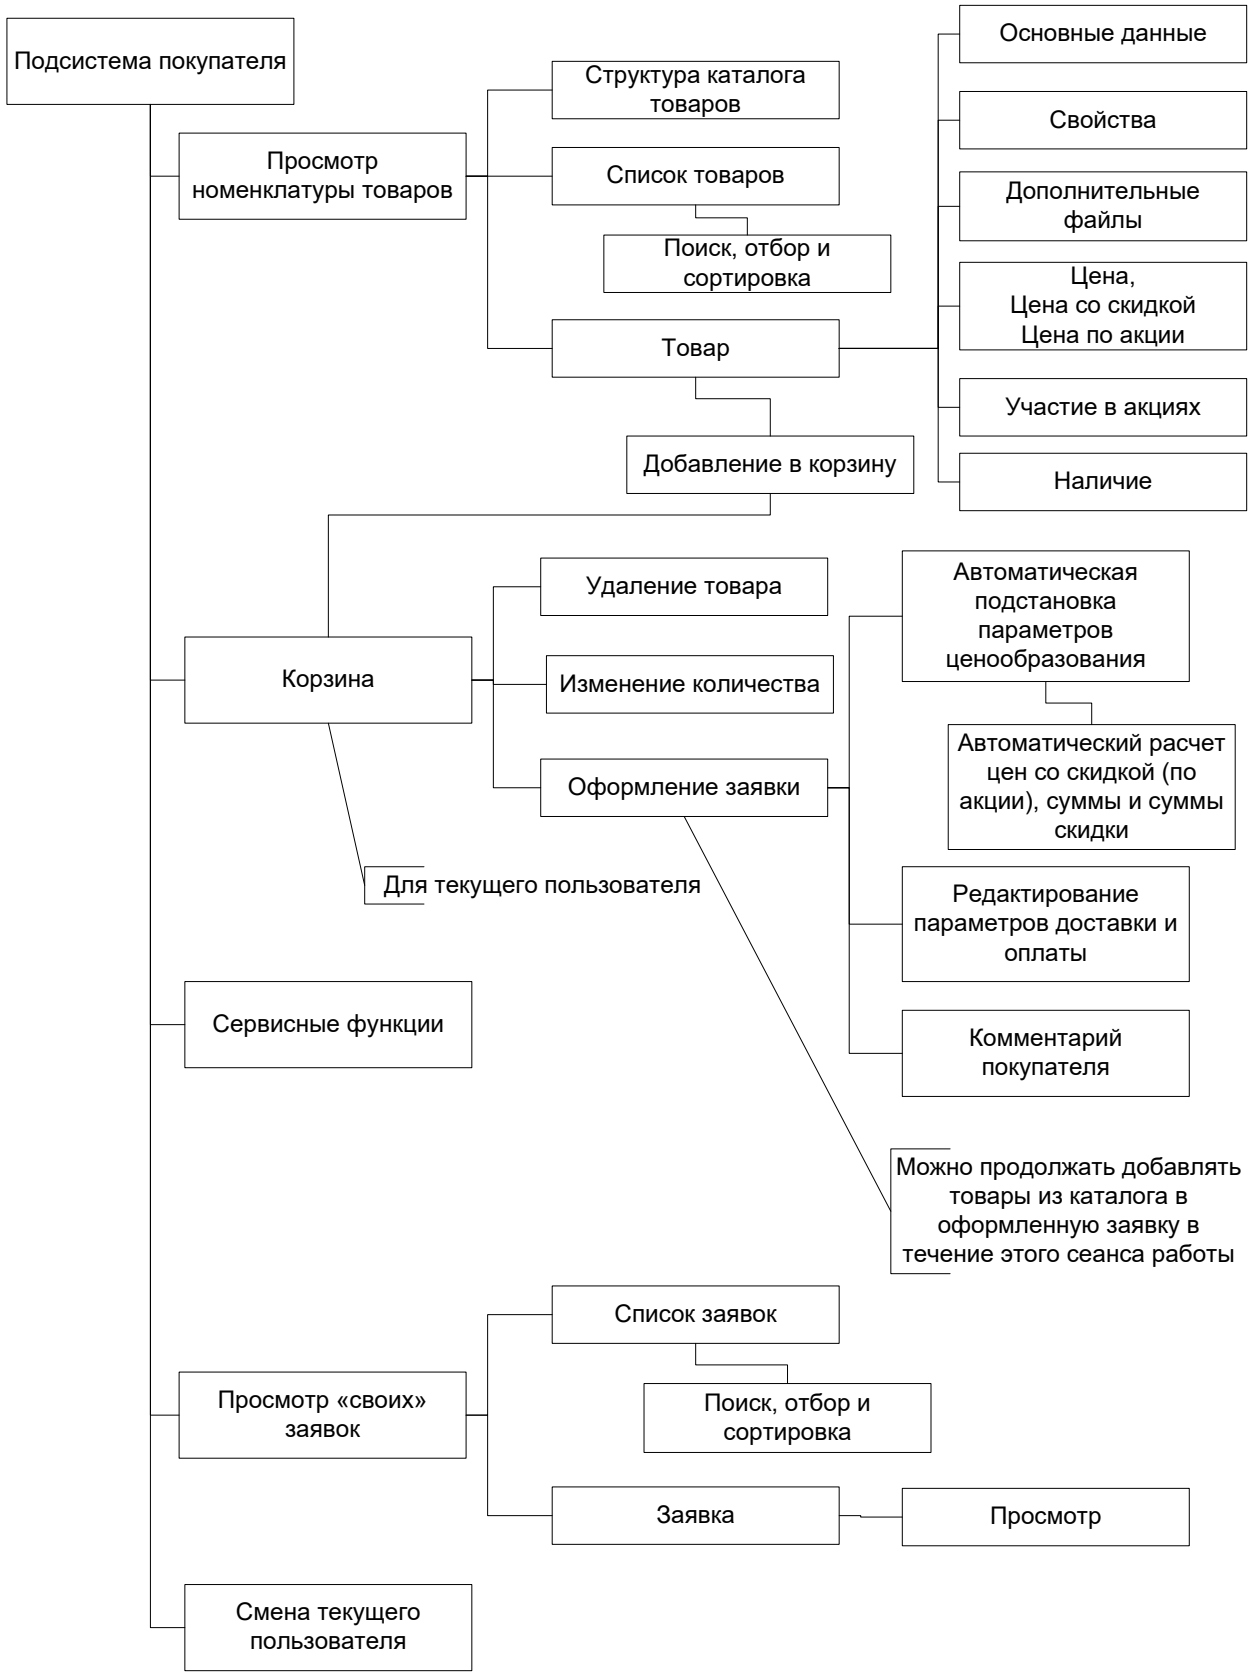 Подсистема покупателя
Просмотр
номенклатуры товаров
Структура каталога
товаров
Список товаров
Поиск, отбор и
сортировка
Товар
Добавление в корзину
Основные данные
Свойства
Дополнительные
файлы
Цена,
Цена со скидкой
Цена по акции
Участие в акциях
Наличие
Корзина
Для текущего пользователя
Удаление товара
Изменение количества
Оформление заявки
Автоматическая
подстановка
параметров
ценообразования
Автоматический расчет
цен со скидкой (по
акции), суммы и суммы
скидки
Редактирование
параметров доставки и
оплаты
Комментарий
покупателя
Можно продолжать добавлять
товары из каталога в
оформленную заявку в
течение этого сеанса работы
Сервисные функции
Просмотр «своих»
заявок
Список заявок
Поиск, отбор и
сортировка
Заявка
Просмотр
Смена текущего
пользователя